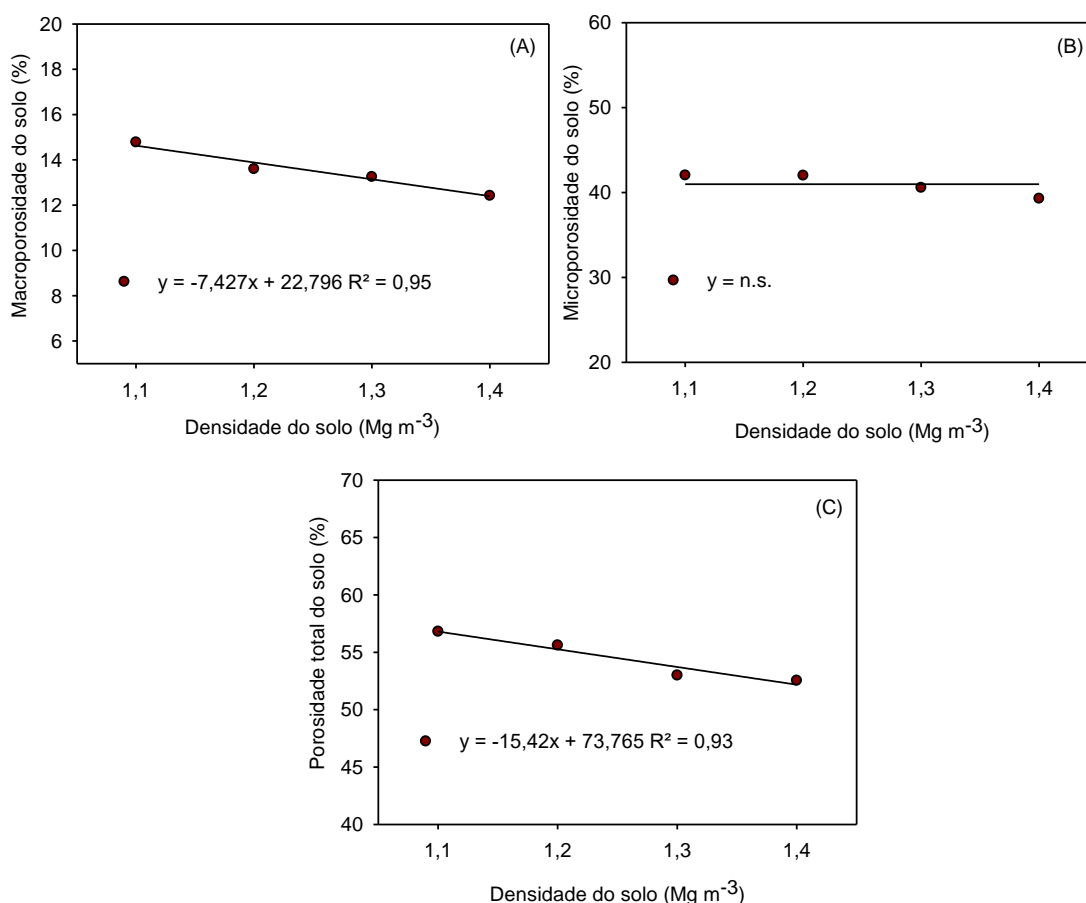 (A)
Macroporosidade do solo (%)
20
18
16
14
12
10
8
6
y = -7,427x + 22,796 R² = 0,95
1,1 1,2 1,3 1,4
Densidade do solo (Mg m⁻³)
(B)
Microporosidade do solo (%)
60
50
40
30
20
y = n.s.
1,1 1,2 1,3 1,4
Densidade do solo (Mg m⁻³)
(C)
Porosidade total do solo (%)
70
65
60
55
50
45
40
y = -15,42x + 73,765 R² = 0,93
1,1 1,2 1,3 1,4
Densidade do solo (Mg m⁻³)